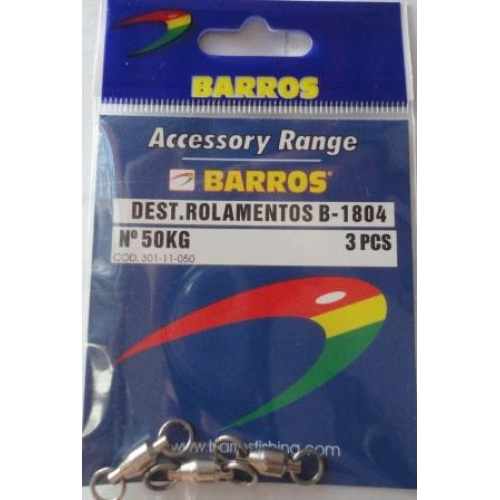 BARROS
Accessory Range
BARROS®
DEST.ROLAMENTOS B-1804
Nº 50KG 3 PCS
COD. 301-11-050
www.barrosfishing.com